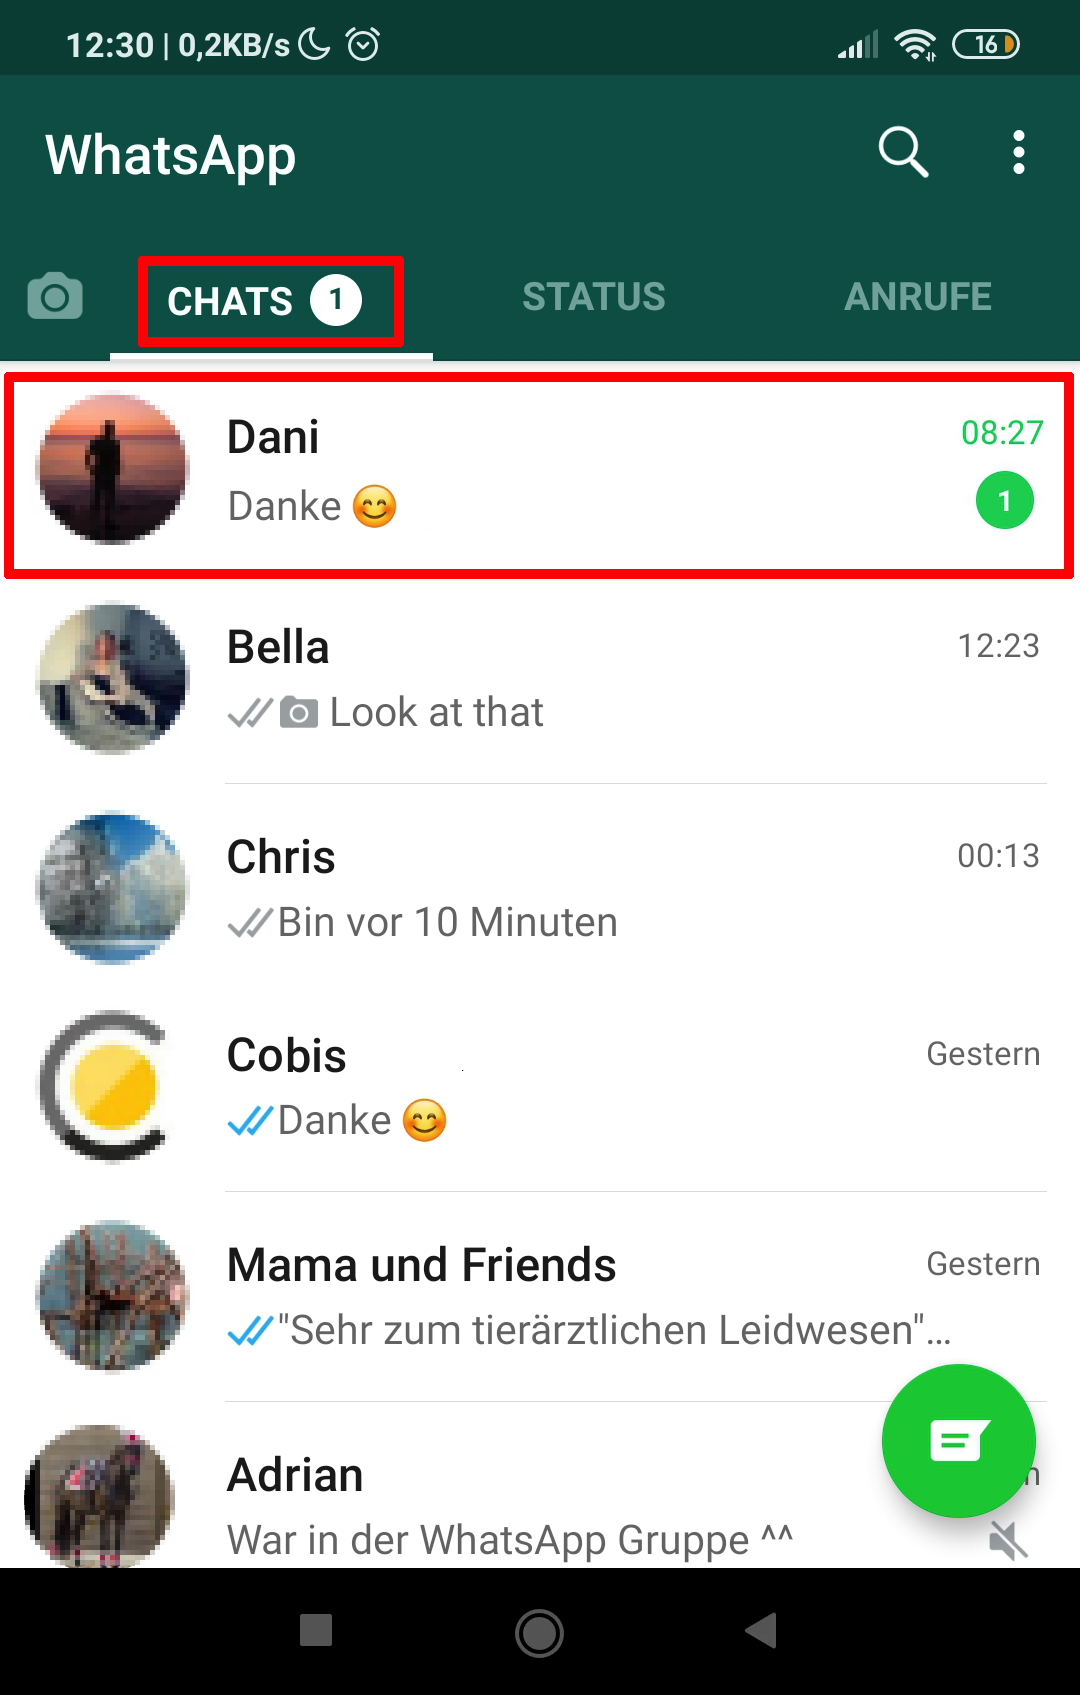 12:30 | 0,2KB/s 16
WhatsApp
CHATS 1 STATUS ANRUFE
Dani 08:27
Danke 😊 1
Bella 12:23
Look at that
Chris 00:13
Bin vor 10 Minuten
Cobis Gestern
Danke 😊
Mama und Friends Gestern
"Sehr zum tierärztlichen Leidwesen"...
Adrian
War in der WhatsApp Gruppe ^^